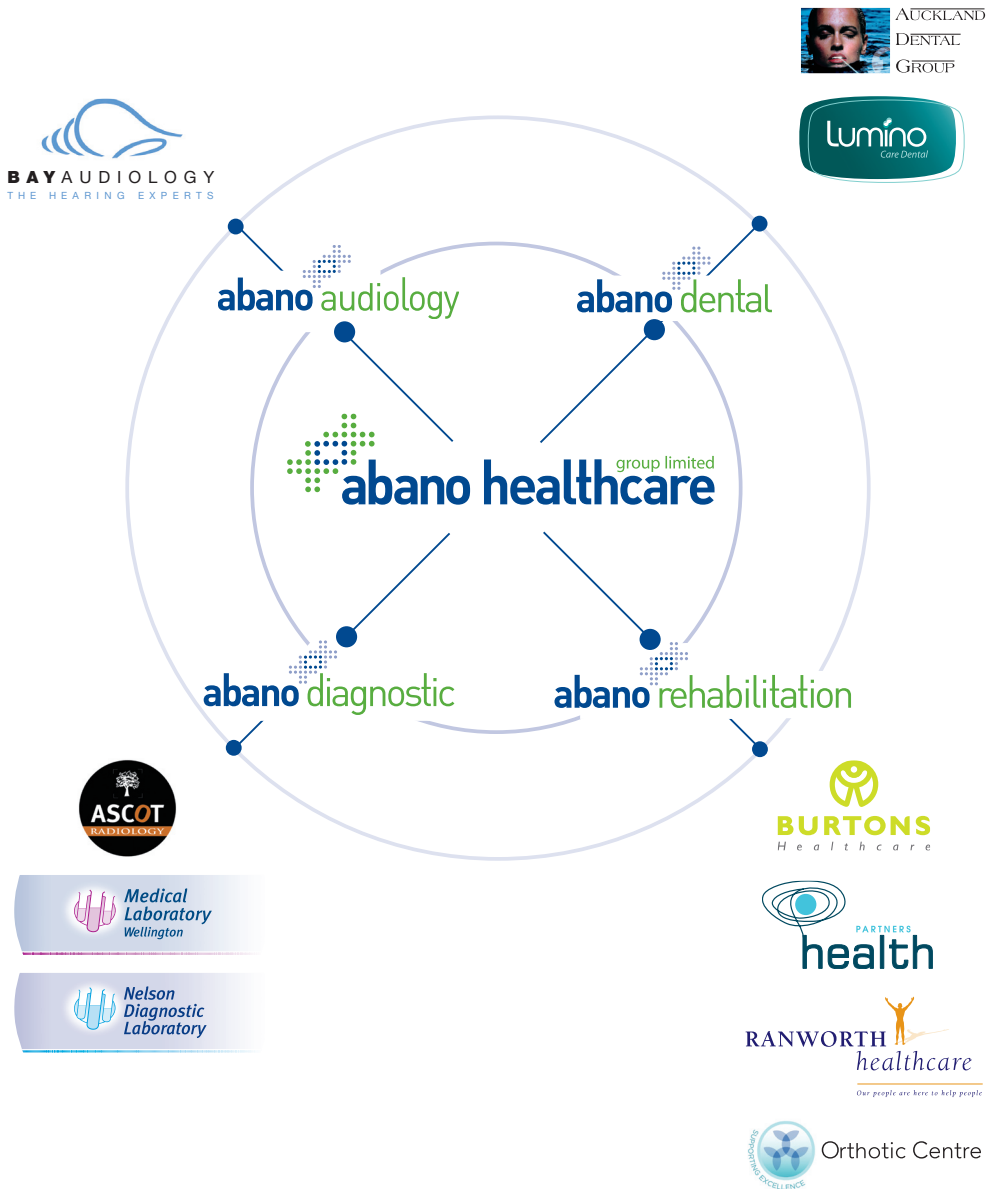 AUCKLAND
DENTAL
GROUP
Lumino
Care Dental
BAYAUDIOLOGY
THE HEARING EXPERTS
abano audiology
abano dental
group limited
abano healthcare
abano diagnostic
abano rehabilitation
ASCOT
RADIOLOGY
Medical
Laboratory
Wellington
Nelson
Diagnostic
Laboratory
BURTONS
Healthcare
PARTNERS
health
RANWORTH
healthcare
Our people are here to help people
SUPPORTING EXCELLENCE
Orthotic Centre